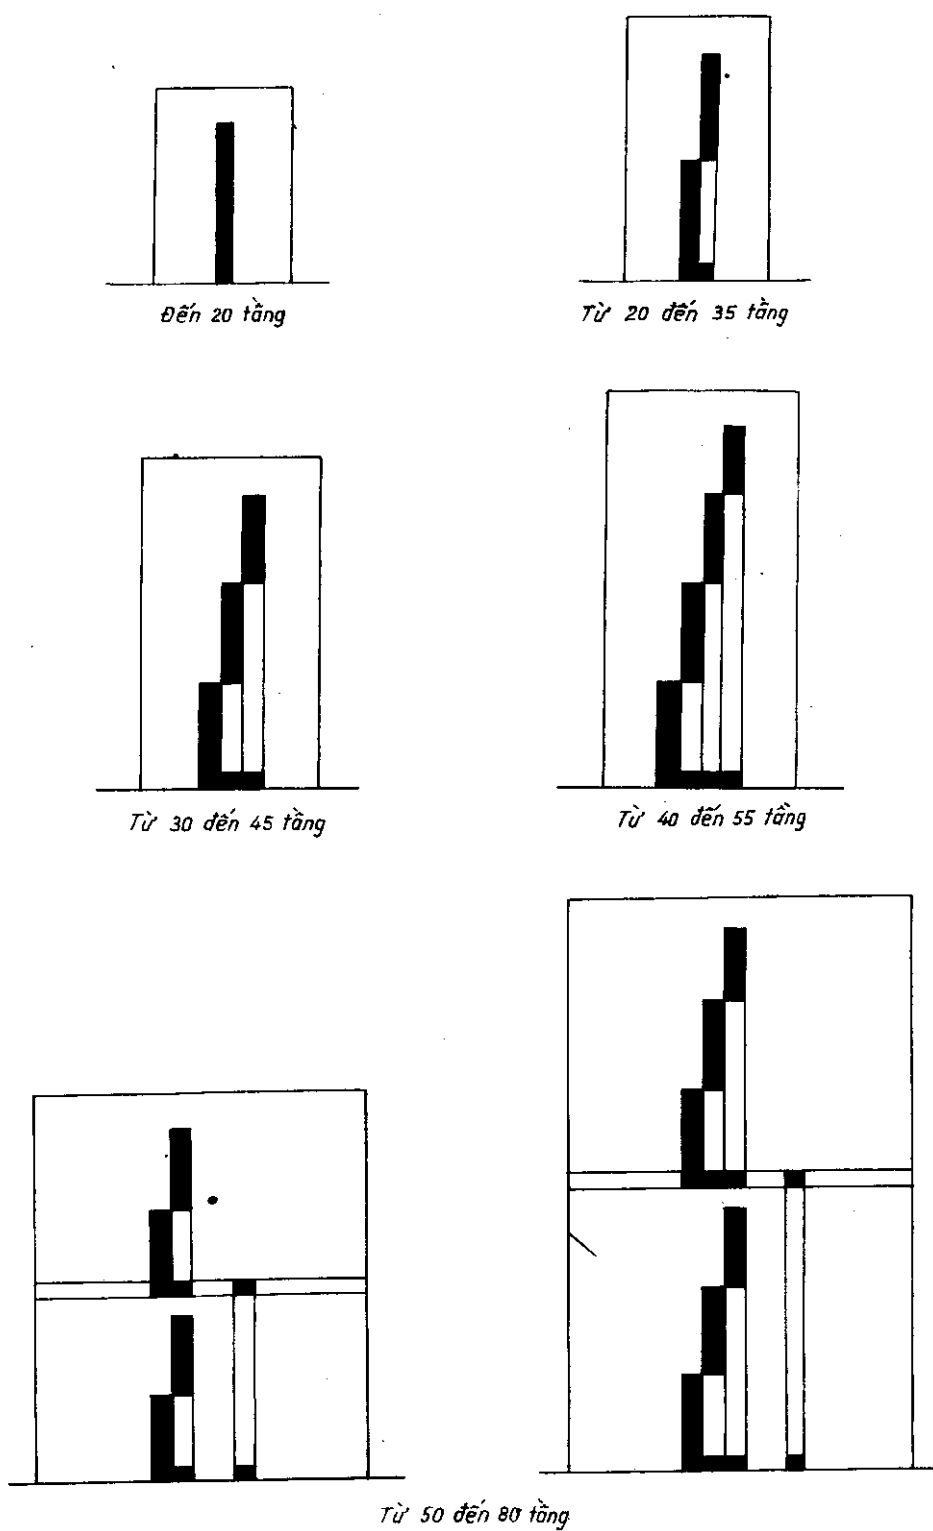 Đến 20 tầng
Từ 20 đến 35 tầng
Từ 30 đến 45 tầng
Từ 40 đến 55 tầng
Từ 50 đến 80 tầng